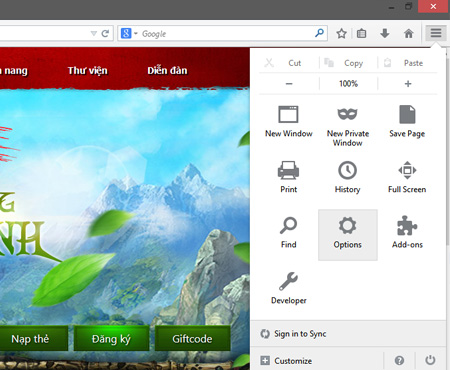 Google
nang
Thư viện
Diễn đàn
NH
Nạp thẻ
Đăng ký
Giftcode
Cut
Copy
Paste
100%
New Window
New Private
Window
Save Page
Print
History
Full Screen
Find
Options
Add-ons
Developer
Sign in to Sync
Customize